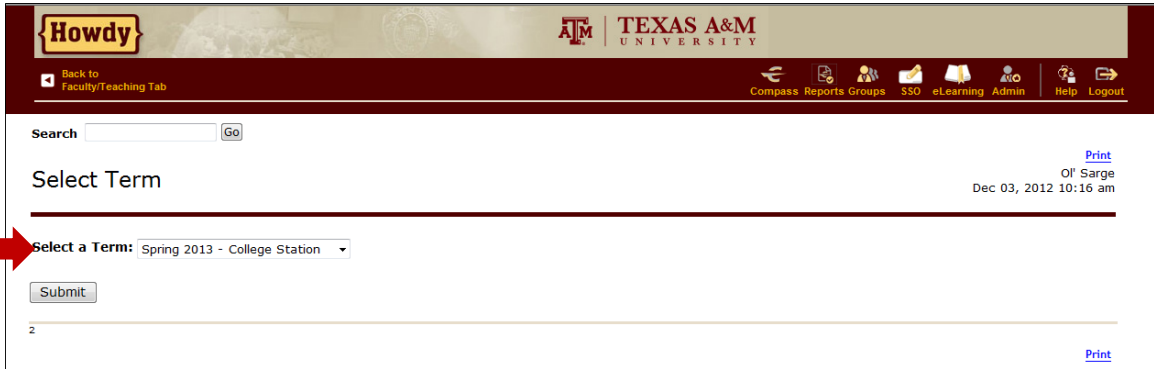 {Howdy}
ĀM | TEXAS A&M
UNIVERSITY
Back to
Faculty/Teaching Tab
Compass Reports Groups SSO eLearning Admin Help Logout
Search Go
Print
Select Term
Ol' Sarge
Dec 03, 2012 10:16 am
Select a Term: Spring 2013 - College Station
Submit
2
Print